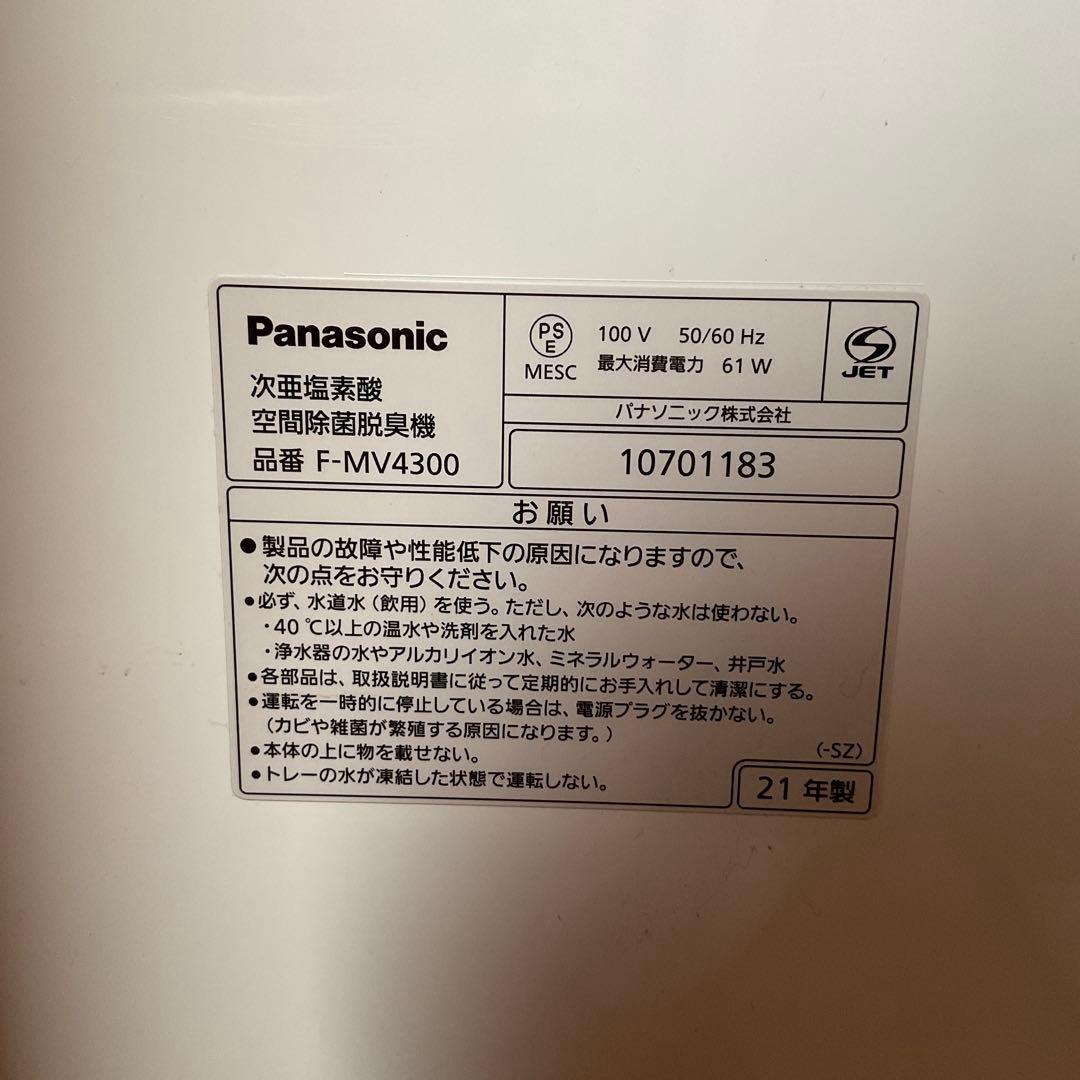 Panasonic
次亜塩素酸
空間除菌脱臭機
品番 F-MV4300
PS
E
MESC
100 V 50/60 Hz
最大消費電力 61 W
JET
パナソニック株式会社
10701183
お願い
●製品の故障や性能低下の原因になりますので、
次の点をお守りください。
●必ず、水道水（飲用）を使う。ただし、次のような水は使わない。
・40 ℃以上の温水や洗剤を入れた水
・浄水器の水やアルカリイオン水、ミネラルウォーター、井戸水
●各部品は、取扱説明書に従って定期的にお手入れして清潔にする。
●運転を一時的に停止している場合は、電源プラグを抜かない。
（カビや雑菌が繁殖する原因になります。）
●本体の上に物を載せない。
●トレーの水が凍結した状態で運転しない。
(-SZ)
21 年製